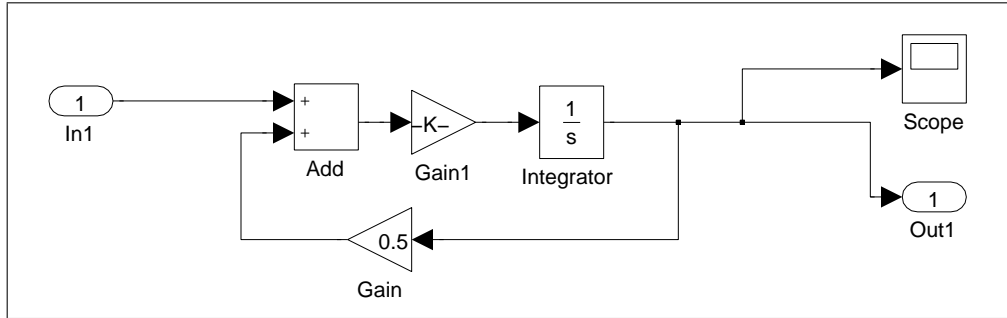 1
In1
+
+
Add
–K–
Gain1
1
s
Integrator
Scope
1
Out1
0.5
Gain